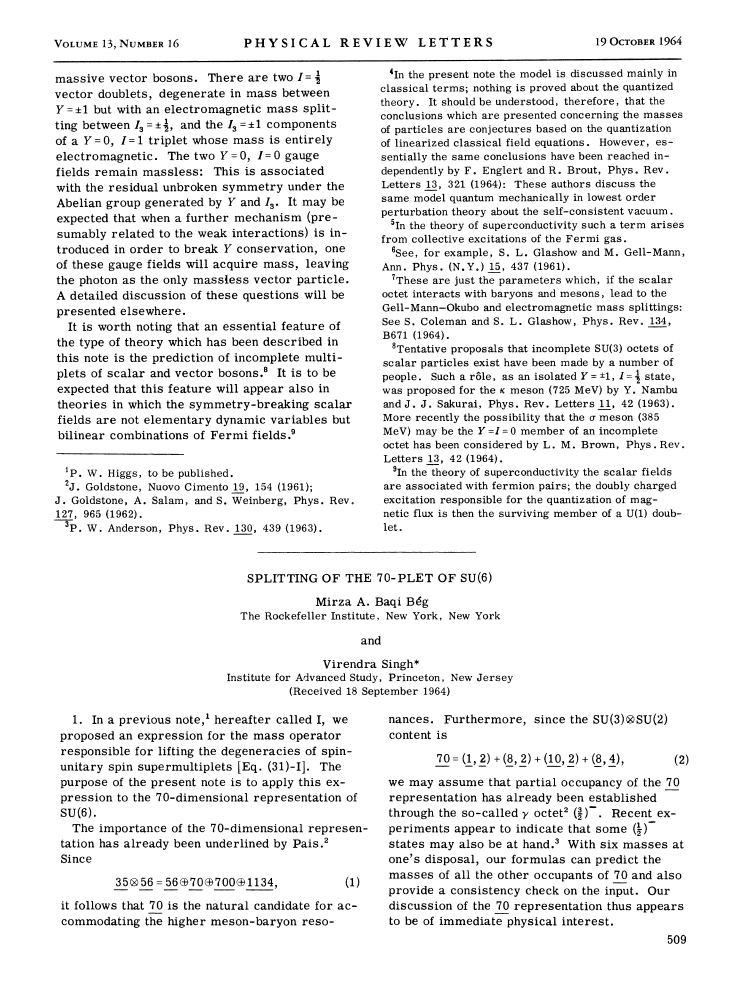 VOLUME 13, NUMBER 16 PHYSICAL REVIEW LETTERS 19 OCTOBER 1964
massive vector bosons. There are two I=½
vector doublets, degenerate in mass between
Y=±1 but with an electromagnetic mass split-
ting between I₃=±½, and the I₃=±1 components
of a Y=0, I=1 triplet whose mass is entirely
electromagnetic. The two Y=0, I=0 gauge
fields remain massless: This is associated
with the residual unbroken symmetry under the
Abelian group generated by Y and I₃. It may be
expected that when a further mechanism (pre-
sumably related to the weak interactions) is in-
troduced in order to break Y conservation, one
of these gauge fields will acquire mass, leaving
the photon as the only massless vector particle.
A detailed discussion of these questions will be
presented elsewhere.
It is worth noting that an essential feature of
the type of theory which has been described in
this note is the prediction of incomplete multi-
plets of scalar and vector bosons.⁸ It is to be
expected that this feature will appear also in
theories in which the symmetry-breaking scalar
fields are not elementary dynamic variables but
bilinear combinations of Fermi fields.⁹
¹P. W. Higgs, to be published.
²J. Goldstone, Nuovo Cimento 19, 154 (1961);
J. Goldstone, A. Salam, and S. Weinberg, Phys. Rev.
127, 965 (1962).
³P. W. Anderson, Phys. Rev. 130, 439 (1963).
⁴In the present note the model is discussed mainly in
classical terms; nothing is proved about the quantized
theory. It should be understood, therefore, that the
conclusions which are presented concerning the masses
of particles are conjectures based on the quantization
of linearized classical field equations. However, es-
sentially the same conclusions have been reached in-
dependently by F. Englert and R. Brout, Phys. Rev.
Letters 13, 321 (1964): These authors discuss the
same model quantum mechanically in lowest order
perturbation theory about the self-consistent vacuum.
⁵In the theory of superconductivity such a term arises
from collective excitations of the Fermi gas.
⁶See, for example, S. L. Glashow and M. Gell-Mann,
Ann. Phys. (N.Y.) 15, 437 (1961).
⁷These are just the parameters which, if the scalar
octet interacts with baryons and mesons, lead to the
Gell-Mann–Okubo and electromagnetic mass splittings:
See S. Coleman and S. L. Glashow, Phys. Rev. 134,
B671 (1964).
⁸Tentative proposals that incomplete SU(3) octets of
scalar particles exist have been made by a number of
people. Such a rôle, as an isolated Y=±1, I=½ state,
was proposed for the κ meson (725 MeV) by Y. Nambu
and J. J. Sakurai, Phys. Rev. Letters 11, 42 (1963).
More recently the possibility that the σ meson (385
MeV) may be the Y=I=0 member of an incomplete
octet has been considered by L. M. Brown, Phys. Rev.
Letters 13, 42 (1964).
⁹In the theory of superconductivity the scalar fields
are associated with fermion pairs; the doubly charged
excitation responsible for the quantization of mag-
netic flux is then the surviving member of a U(1) doub-
let.
SPLITTING OF THE 70-PLET OF SU(6)
Mirza A. Baqi Bég
The Rockefeller Institute, New York, New York
and
Virendra Singh*
Institute for Advanced Study, Princeton, New Jersey
(Received 18 September 1964)
1. In a previous note,¹ hereafter called I, we
proposed an expression for the mass operator
responsible for lifting the degeneracies of spin-
unitary spin supermultiplets [Eq. (31)-I]. The
purpose of the present note is to apply this ex-
pression to the 70-dimensional representation of
SU(6).
The importance of the 70-dimensional represen-
tation has already been underlined by Pais.²
Since
35⊗56=56⊕70⊕700⊕1134, (1)
it follows that 70 is the natural candidate for ac-
commodating the higher meson-baryon reso-
nances. Furthermore, since the SU(3)⊗SU(2)
content is
70=(1,2)+(8,2)+(10,2)+(8,4), (2)
we may assume that partial occupancy of the 70
representation has already been established
through the so-called γ octet² (3/2)⁻. Recent ex-
periments appear to indicate that some (½)⁻
states may also be at hand.³ With six masses at
one's disposal, our formulas can predict the
masses of all the other occupants of 70 and also
provide a consistency check on the input. Our
discussion of the 70 representation thus appears
to be of immediate physical interest.
509